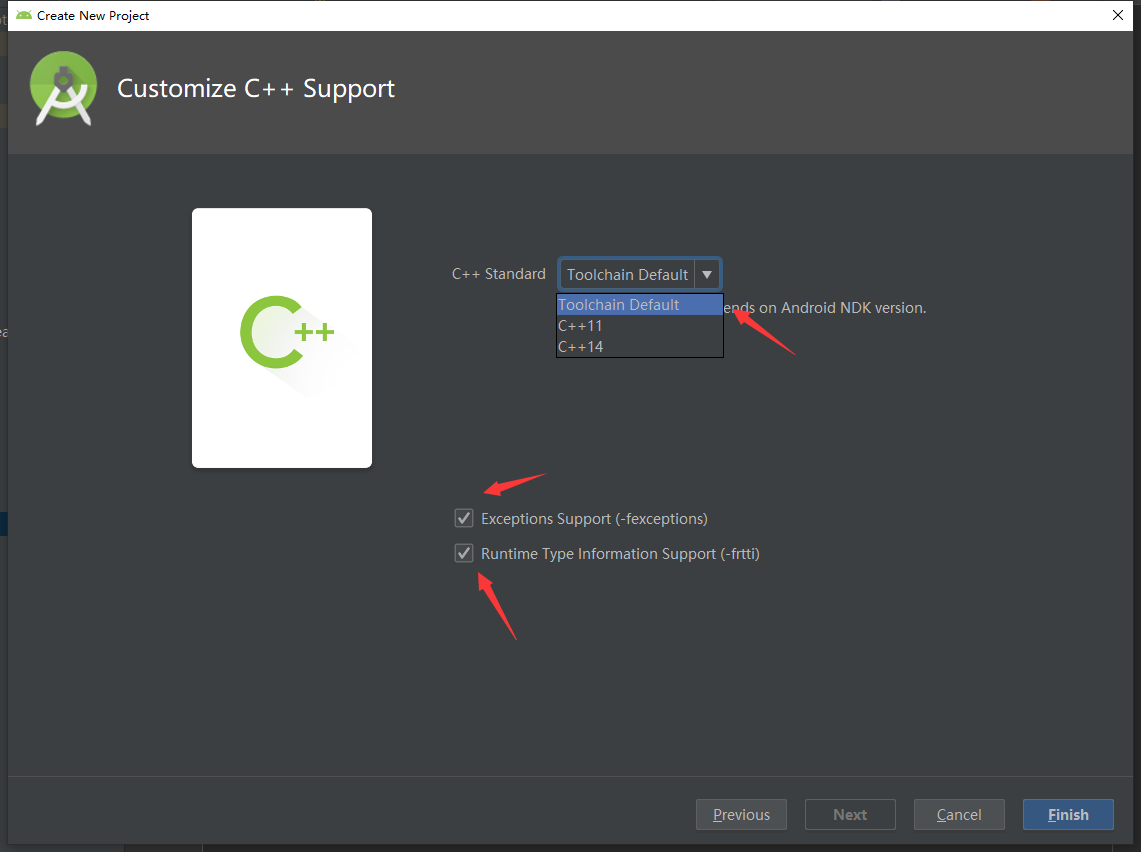 Create New Project
Customize C++ Support
C++
C++ Standard
Toolchain Default
Toolchain Default
ends on Android NDK version.
C++11
C++14
Exceptions Support (-fexceptions)
Runtime Type Information Support (-frtti)
Previous
Next
Cancel
Finish